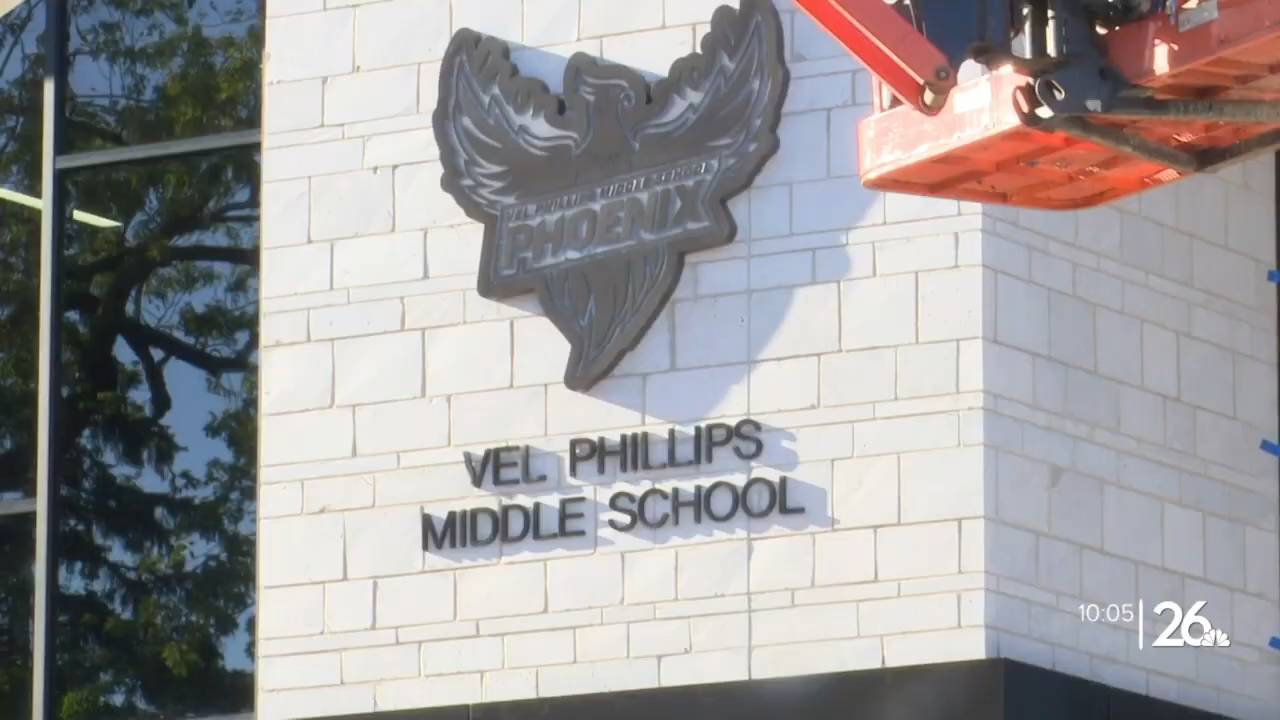 VEL PHILLIPS MIDDLE SCHOOL
PHOENIX
VEL PHILLIPS
MIDDLE SCHOOL
10:05
26